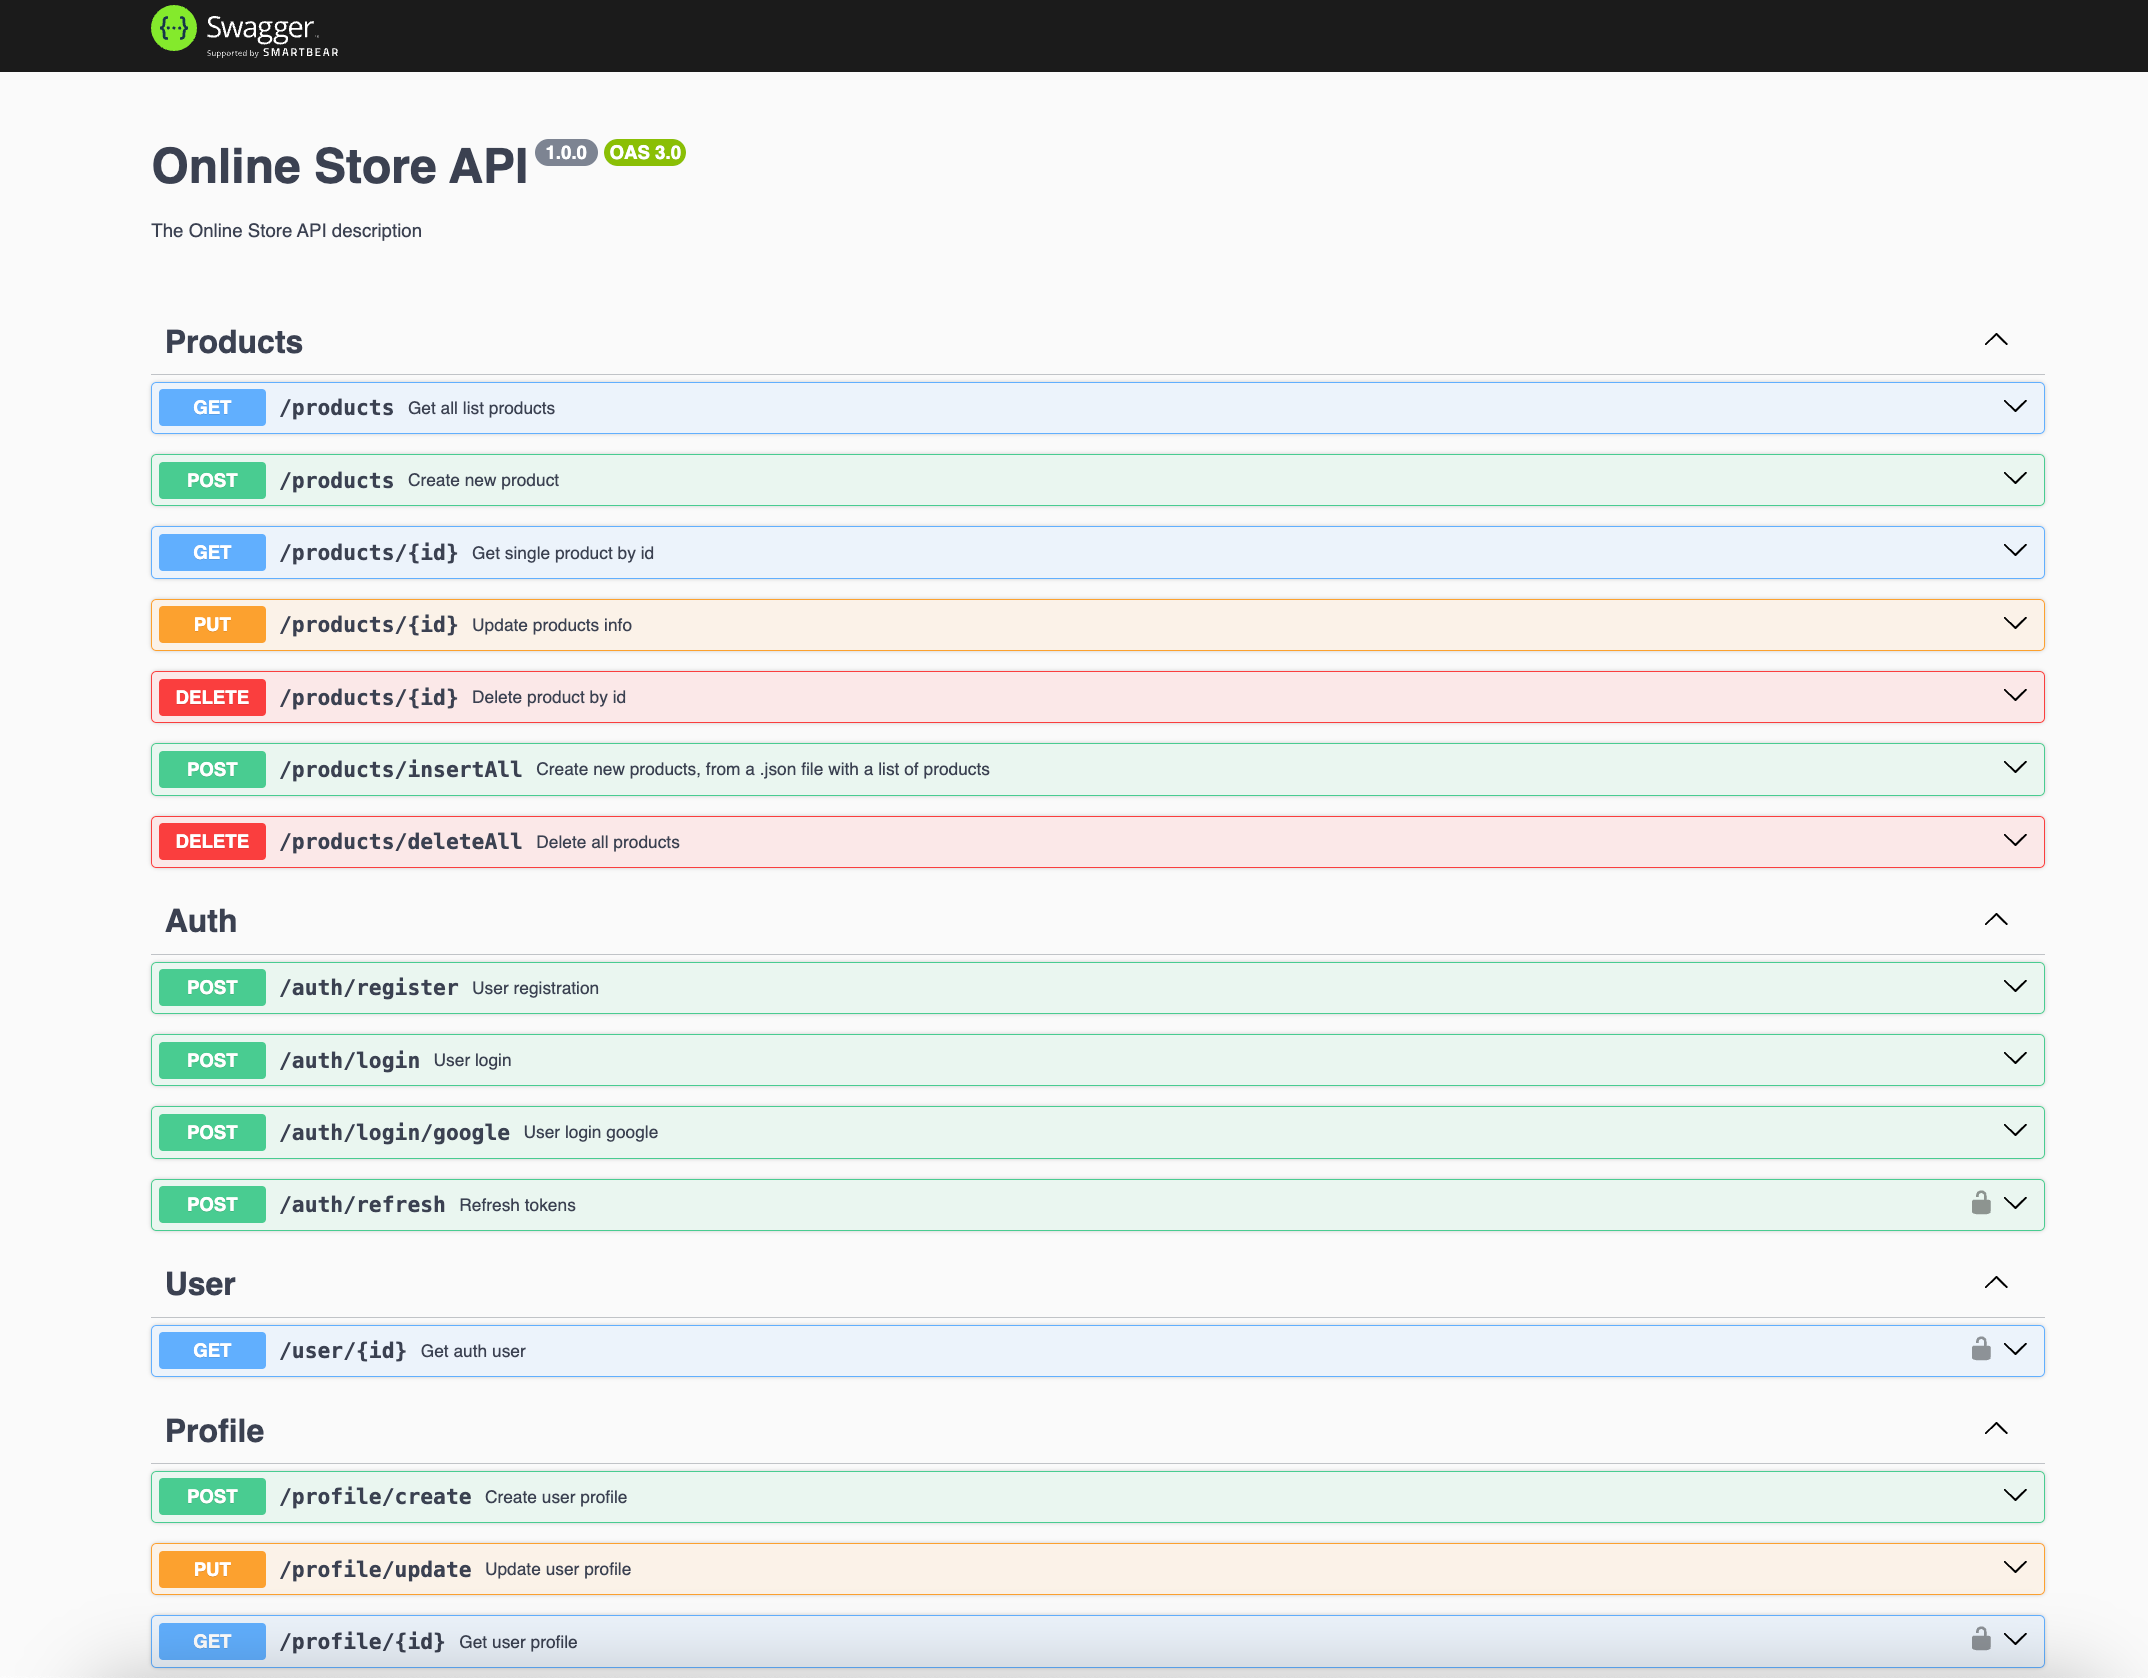 Swagger
Supported by SMARTBEAR
Online Store API 1.0.0 OAS 3.0
The Online Store API description
Products
GET /products Get all list products
POST /products Create new product
GET /products/{id} Get single product by id
PUT /products/{id} Update products info
DELETE /products/{id} Delete product by id
POST /products/insertAll Create new products, from a .json file with a list of products
DELETE /products/deleteAll Delete all products
Auth
POST /auth/register User registration
POST /auth/login User login
POST /auth/login/google User login google
POST /auth/refresh Refresh tokens
User
GET /user/{id} Get auth user
Profile
POST /profile/create Create user profile
PUT /profile/update Update user profile
GET /profile/{id} Get user profile